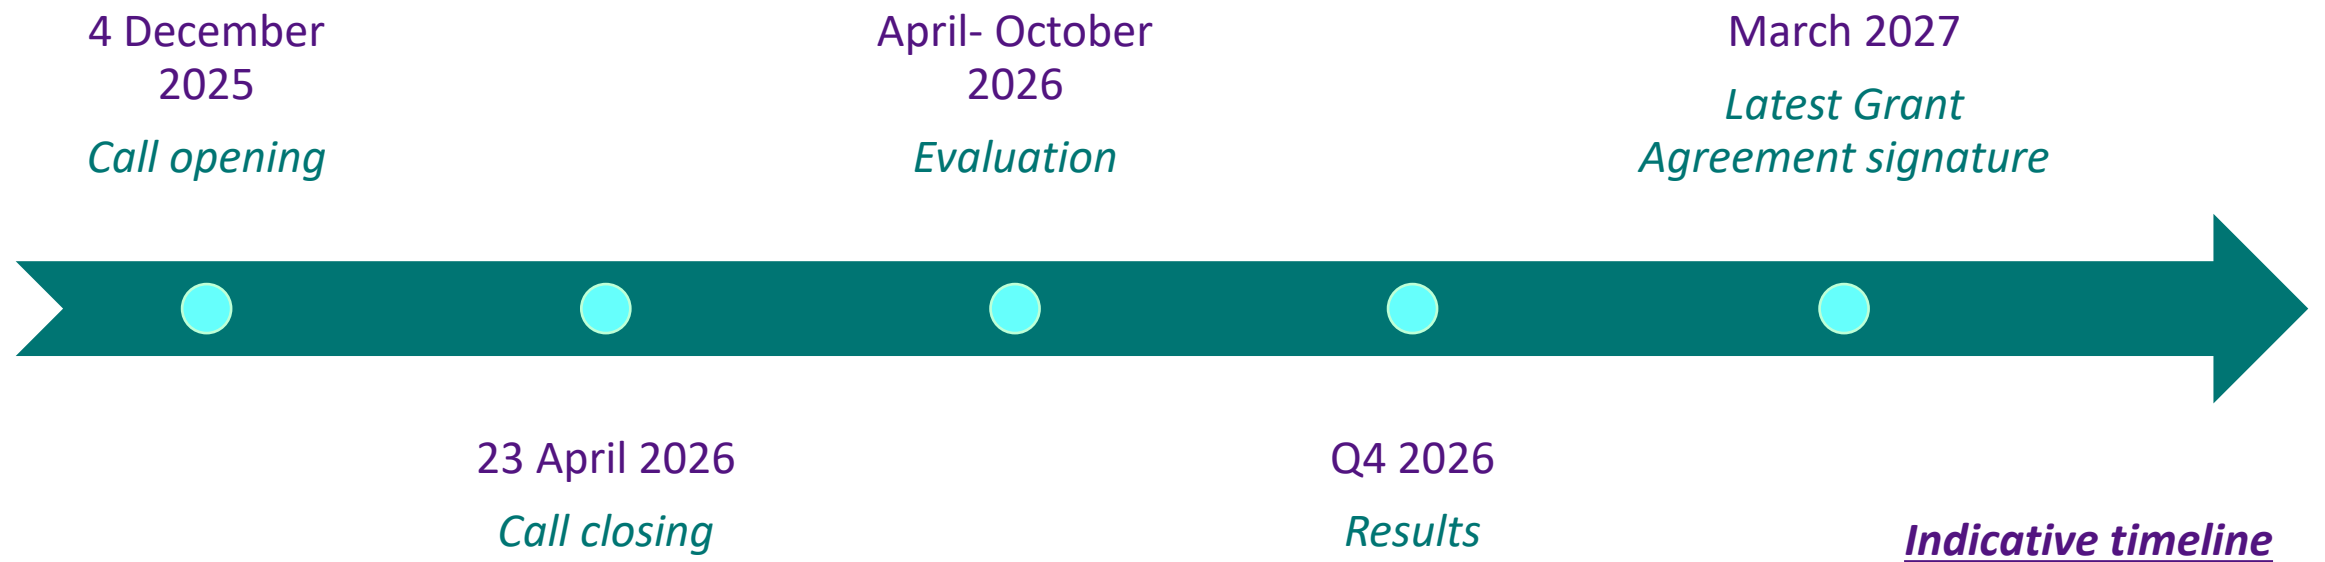 4 December
2025
Call opening
April- October
2026
Evaluation
March 2027
Latest Grant
Agreement signature
23 April 2026
Call closing
Q4 2026
Results
Indicative timeline